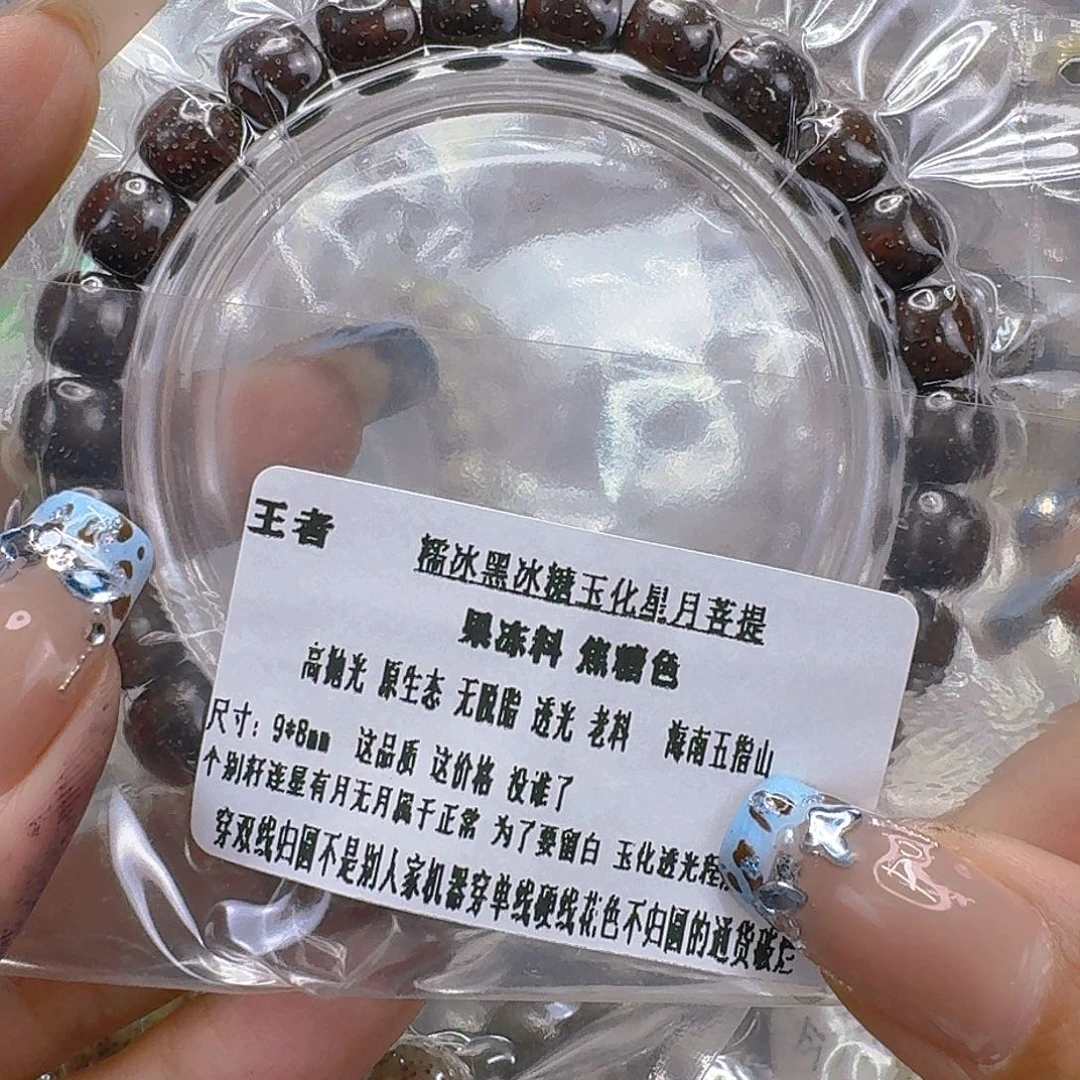 王者 糯冰黑冰糖玉化星月菩提
果冻料 焦糖色
高抛光 原生态 无脱脂 透光 老料 海南五指山
尺寸：9*8mm 这品质 这价格 没谁了
个别籽连星有月无月属于正常 为了要留白 玉化透光程
穿双线归圆不是别人家机器穿单线硬线花色不归圆的通货破烂